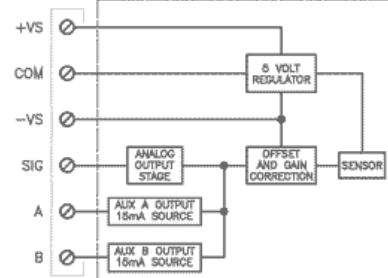 +VS
COM
-VS
SIG
A
B
5 VOLT
REGULATOR
ANALOG
OUTPUT
STAGE
OFFSET
AND GAIN
CORRECTION
SENSOR
AUX A OUTPUT
15mA SOURCE
AUX B OUTPUT
15mA SOURCE